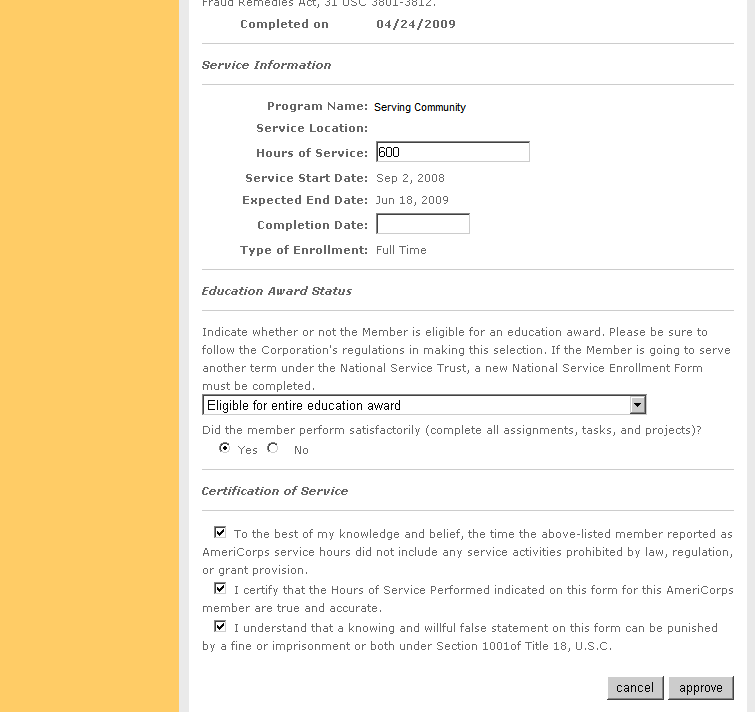 Fraud Remedies Act, 31 USC 3801-3812.
Completed on 04/24/2009
Service Information
Program Name: Serving Community
Service Location:
Hours of Service: 600
Service Start Date: Sep 2, 2008
Expected End Date: Jun 18, 2009
Completion Date:
Type of Enrollment: Full Time
Education Award Status
Indicate whether or not the Member is eligible for an education award. Please be sure to
follow the Corporation's regulations in making this selection. If the Member is going to serve
another term under the National Service Trust, a new National Service Enrollment Form
must be completed.
Eligible for entire education award
Did the member perform satisfactorily (complete all assignments, tasks, and projects)?
Yes No
Certification of Service
To the best of my knowledge and belief, the time the above-listed member reported as
AmeriCorps service hours did not include any service activities prohibited by law, regulation,
or grant provision.
I certify that the Hours of Service Performed indicated on this form for this AmeriCorps
member are true and accurate.
I understand that a knowing and willful false statement on this form can be punished
by a fine or imprisonment or both under Section 1001of Title 18, U.S.C.
cancel approve